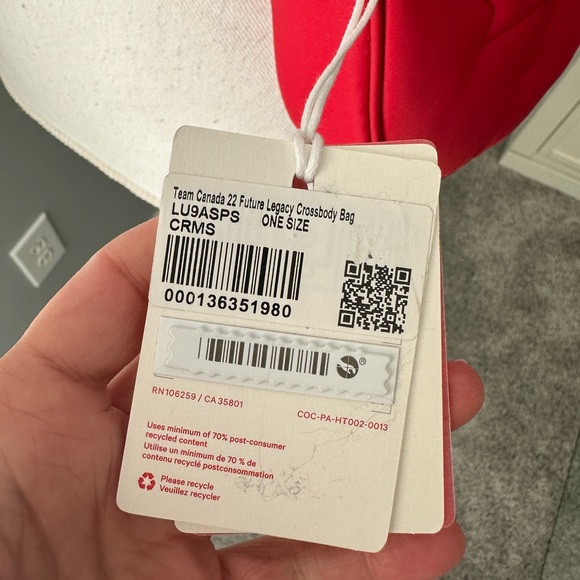 Team Canada 22 Future Legacy Crossbody Bag
LU9ASPS ONE SIZE
CRMS
000136351980
®
RN106259 / CA35801
COC-PA-HT002-0013
Uses minimum of 70% post-consumer
recycled content
Utilise un minimum de 70 % de
contenu recyclé postconsommation
Please recycle
Veuillez recycler